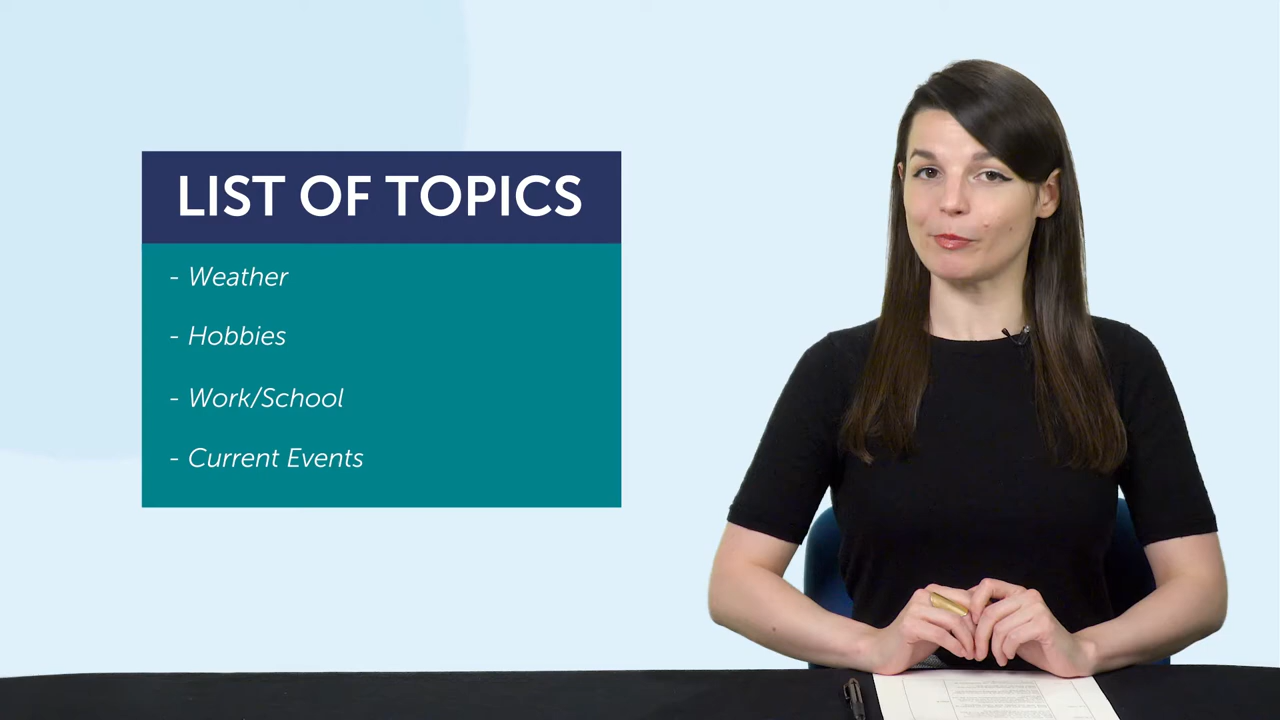 LIST OF TOPICS
- Weather
- Hobbies
- Work/School
- Current Events